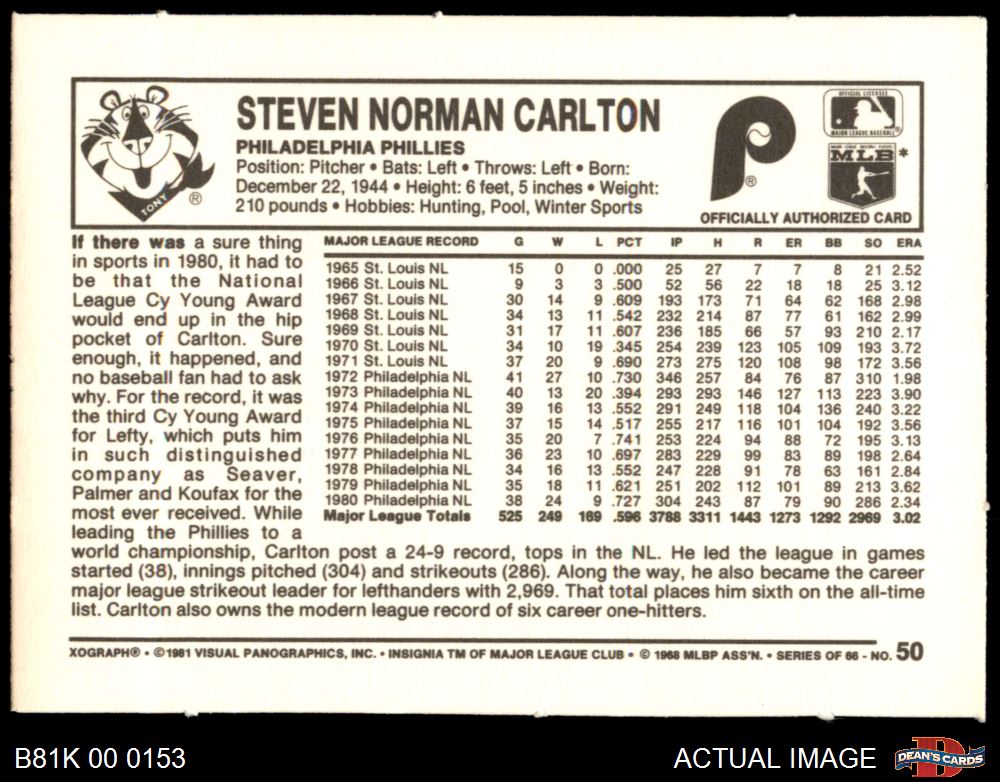 STEVEN NORMAN CARLTON
PHILADELPHIA PHILLIES
Position: Pitcher • Bats: Left • Throws: Left • Born:
December 22, 1944 • Height: 6 feet, 5 inches • Weight:
210 pounds • Hobbies: Hunting, Pool, Winter Sports
TONY ®
P ®
OFFICIAL LICENSEE
MAJOR LEAGUE BASEBALL ®
MAJOR LEAGUE BASEBALL PLAYERS
MLB *
OFFICIALLY AUTHORIZED CARD
If there was a sure thing
in sports in 1980, it had to
be that the National
League Cy Young Award
would end up in the hip
pocket of Carlton. Sure
enough, it happened, and
no baseball fan had to ask
why. For the record, it was
the third Cy Young Award
for Lefty, which puts him
in such distinguished
company as Seaver,
Palmer and Koufax for the
most ever received. While
leading the Phillies to a
world championship, Carlton post a 24-9 record, tops in the NL. He led the league in games
started (38), innings pitched (304) and strikeouts (286). Along the way, he also became the career
major league strikeout leader for lefthanders with 2,969. That total places him sixth on the all-time
list. Carlton also owns the modern league record of six career one-hitters.
MAJOR LEAGUE RECORD G W L PCT IP H R ER BB SO ERA
1965 St. Louis NL 15 0 0 .000 25 27 7 7 8 21 2.52
1966 St. Louis NL 9 3 3 .500 52 56 22 18 18 25 3.12
1967 St. Louis NL 30 14 9 .609 193 173 71 64 62 168 2.98
1968 St. Louis NL 34 13 11 .542 232 214 87 77 61 162 2.99
1969 St. Louis NL 31 17 11 .607 236 185 66 57 93 210 2.17
1970 St. Louis NL 34 10 19 .345 254 239 123 105 109 193 3.72
1971 St. Louis NL 37 20 9 .690 273 275 120 108 98 172 3.56
1972 Philadelphia NL 41 27 10 .730 346 257 84 76 87 310 1.98
1973 Philadelphia NL 40 13 20 .394 293 293 146 127 113 223 3.90
1974 Philadelphia NL 39 16 13 .552 291 249 118 104 136 240 3.22
1975 Philadelphia NL 37 15 14 .517 255 217 116 101 104 192 3.56
1976 Philadelphia NL 35 20 7 .741 253 224 94 88 72 195 3.13
1977 Philadelphia NL 36 23 10 .697 283 229 99 83 89 198 2.64
1978 Philadelphia NL 34 16 13 .552 247 228 91 78 63 161 2.84
1979 Philadelphia NL 35 18 11 .621 251 202 112 101 89 213 3.62
1980 Philadelphia NL 38 24 9 .727 304 243 87 79 90 286 2.34
Major League Totals 525 249 169 .596 3788 3311 1443 1273 1292 2969 3.02
XOGRAPH® • ©1981 VISUAL PANOGRAPHICS, INC. • INSIGNIA TM OF MAJOR LEAGUE CLUB • © 1968 MLBP ASS'N. • SERIES OF 66 - NO. 50
B81K 00 0153
ACTUAL IMAGE
D
DEAN'S CARDS